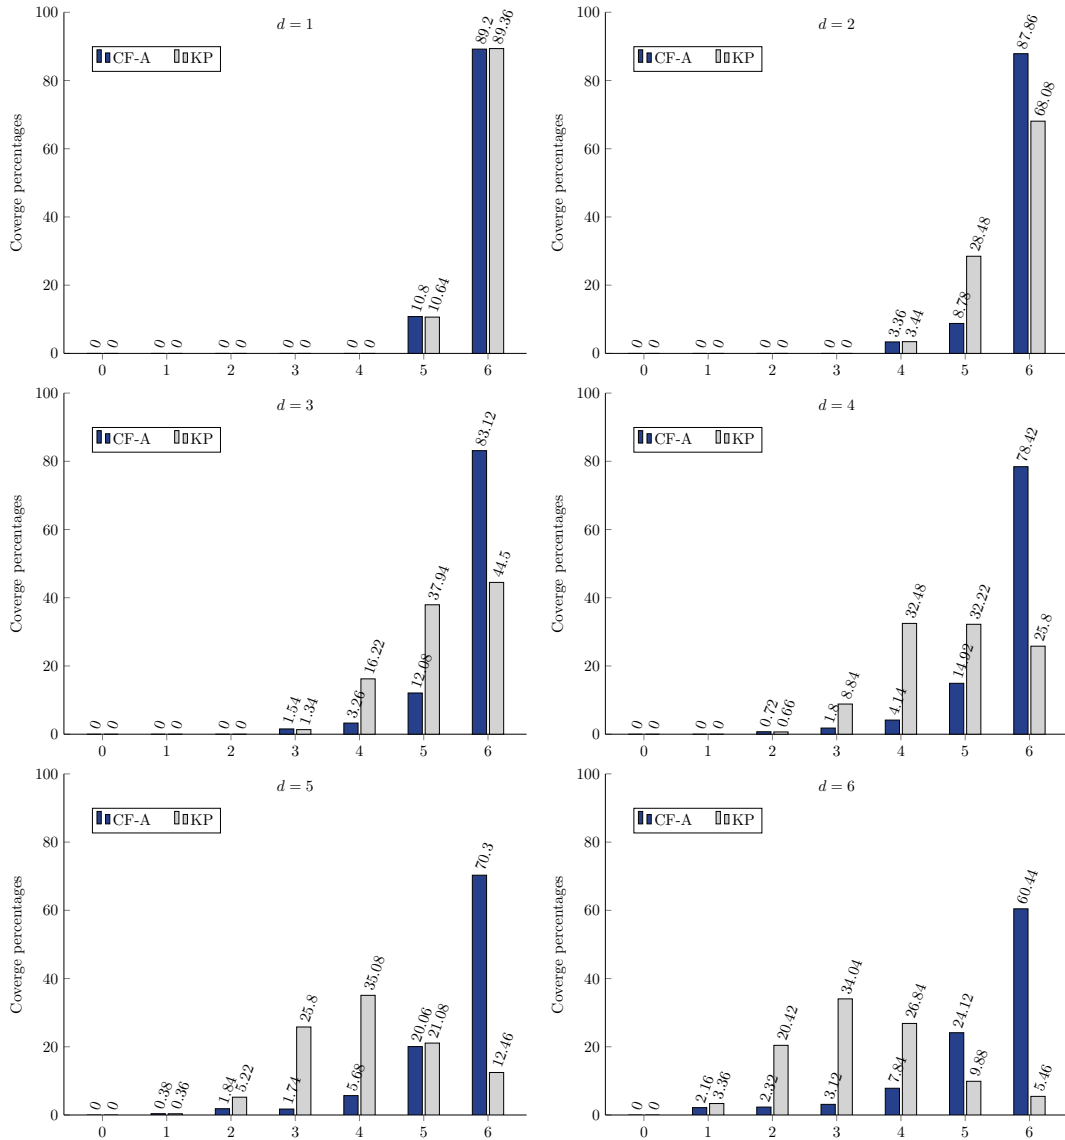 d = 1
CF-A KP
Coverge percentages
100
80
60
40
20
0
0 0 0 0 0 0 0 0 0 0 10.8 10.64 89.2 89.36
0 1 2 3 4 5 6
d = 2
CF-A KP
Coverge percentages
100
80
60
40
20
0
0 0 0 0 0 0 0 0 3.36 3.44 8.78 28.48 87.86 68.08
0 1 2 3 4 5 6
d = 3
CF-A KP
Coverge percentages
100
80
60
40
20
0
0 0 0 0 0 0 1.54 1.34 3.26 16.22 12.08 37.94 83.12 44.5
0 1 2 3 4 5 6
d = 4
CF-A KP
Coverge percentages
100
80
60
40
20
0
0 0 0 0 0.72 0.66 1.8 8.84 4.14 32.48 14.92 32.22 78.42 25.8
0 1 2 3 4 5 6
d = 5
CF-A KP
Coverge percentages
100
80
60
40
20
0
0 0 0.38 0.36 1.84 5.22 1.74 25.8 5.68 35.08 20.06 21.08 70.3 12.46
0 1 2 3 4 5 6
d = 6
CF-A KP
Coverge percentages
100
80
60
40
20
0
0 0 2.16 3.36 2.32 20.42 3.12 34.04 7.84 26.84 24.12 9.88 60.44 5.46
0 1 2 3 4 5 6